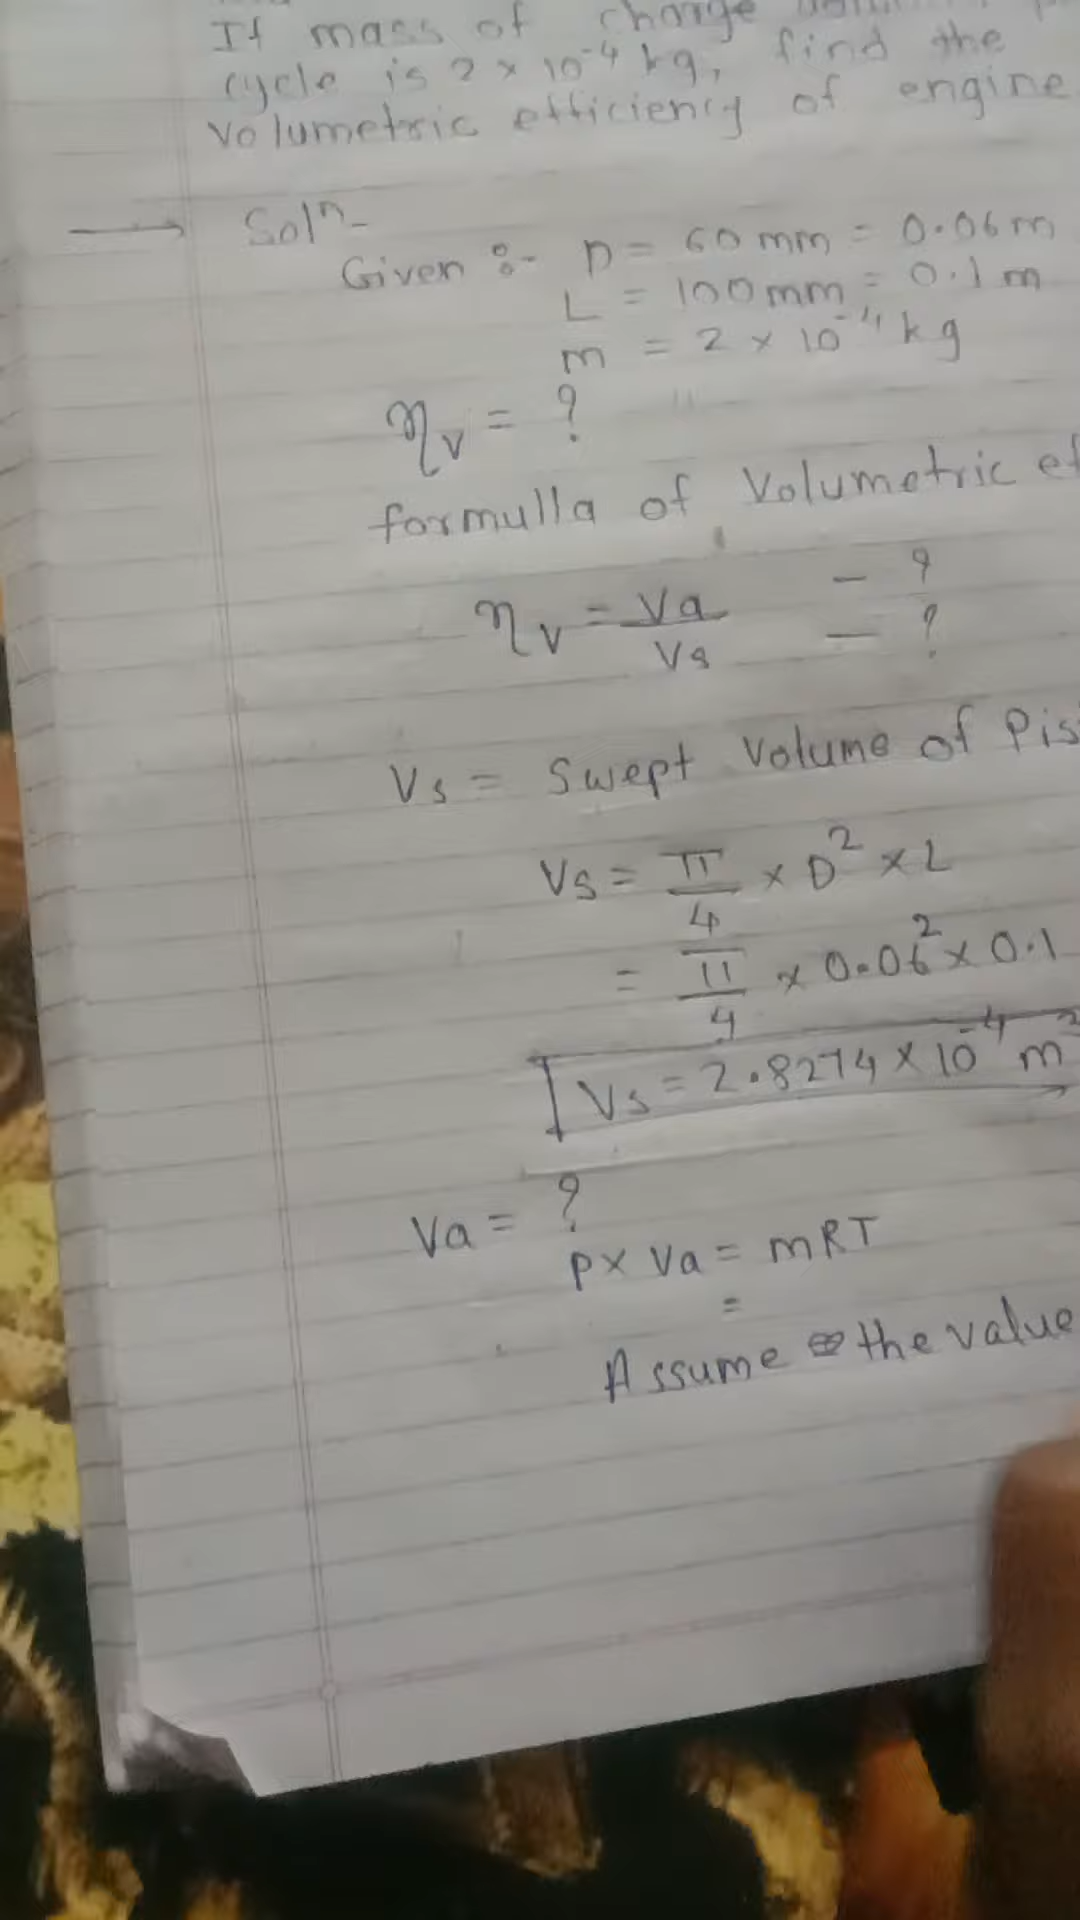 If mass of charge
cycle is 2 × 10⁻⁴ kg, find the
volumetric efficiency of engine
Solⁿ-
Given :- D = 60 mm = 0.06 m
L = 100 mm = 0.1 m
m = 2 × 10⁻⁴ kg
ηv = ?
formulla of Volumetric ef
ηv = Va/Vs — ? — ?
Vs = Swept Volume of Pis
Vs = π/4 × D² × L
= π/4 × 0.06² × 0.1
Vs = 2.8274 × 10⁻⁴ m³
Va = ?
P× Va = mRT
=
Assume the value